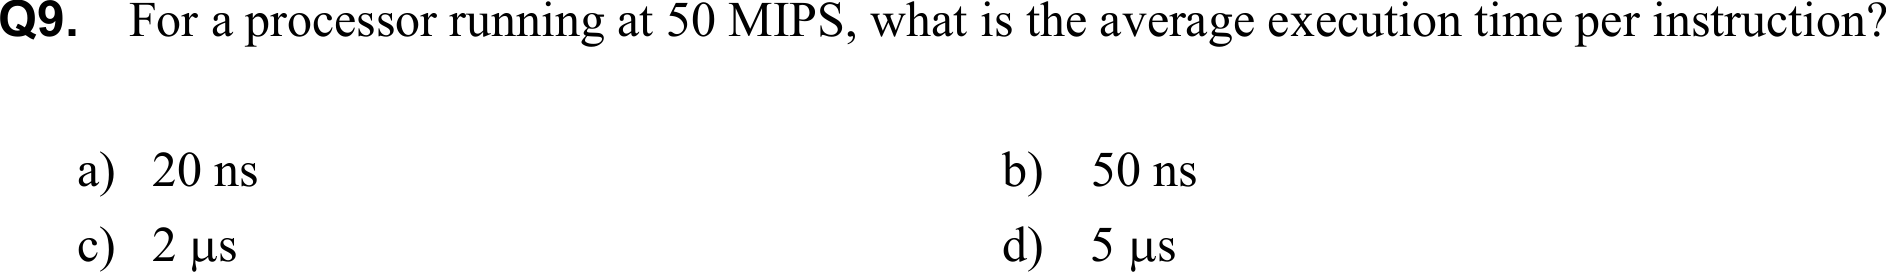 Q9. For a processor running at 50 MIPS, what is the average execution time per instruction?
a) 20 ns b) 50 ns
c) 2 μs d) 5 μs